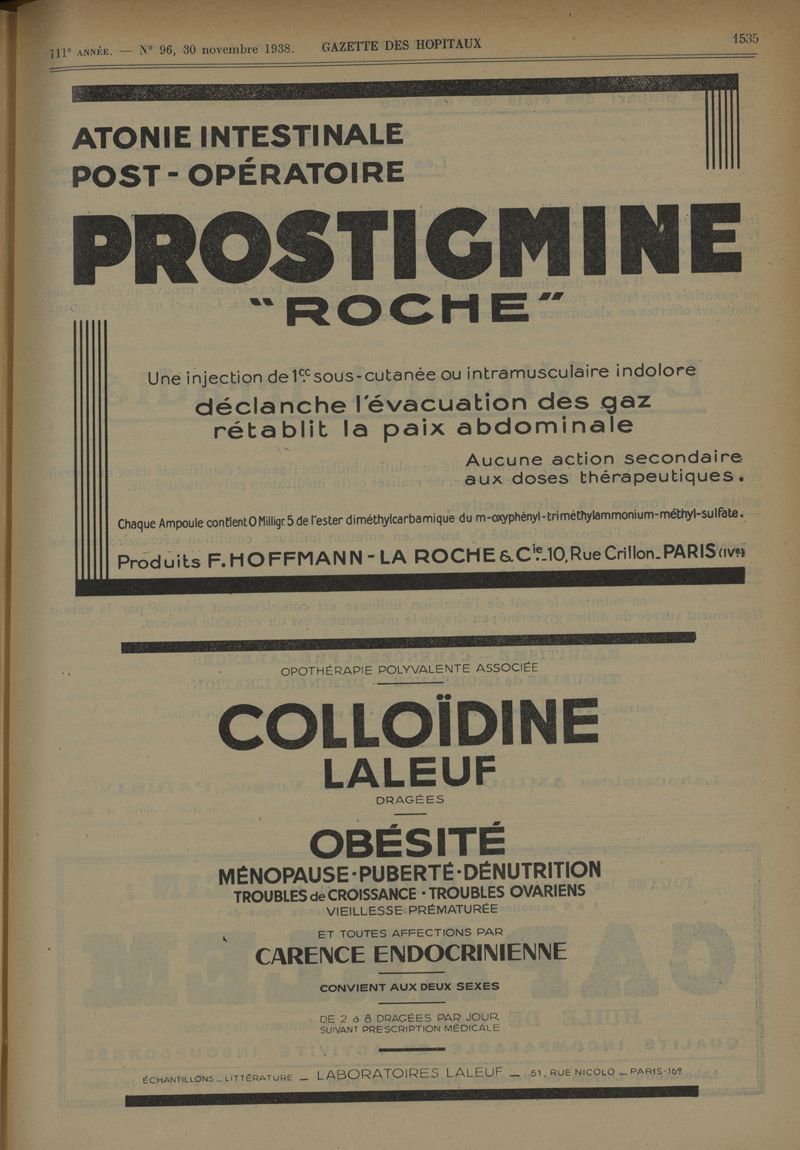 111e ANNÉE. — N° 96, 30 novembre 1938. GAZETTE DES HOPITAUX 1535
ATONIE INTESTINALE
POST-OPÉRATOIRE
PROSTIGMINE
"ROCHE"
Une injection de 1cc. sous-cutanée ou intramusculaire indolore
déclanche l'évacuation des gaz
rétablit la paix abdominale
Aucune action secondaire
aux doses thérapeutiques.
Chaque Ampoule contient 0 Milligr. 5 de l'ester diméthylcarbamique du m-oxyphényl-triméthylammonium-méthyl-sulfate.
Produits F. HOFFMANN-LA ROCHE & Cie._10, Rue Crillon_PARIS (IVe)
OPOTHÉRAPIE POLYVALENTE ASSOCIÉE
COLLOÏDINE
LALEUF
DRAGÉES
OBÉSITÉ
MÉNOPAUSE·PUBERTÉ·DÉNUTRITION
TROUBLES de CROISSANCE · TROUBLES OVARIENS
VIEILLESSE PRÉMATURÉE
ET TOUTES AFFECTIONS PAR
CARENCE ENDOCRINIENNE
CONVIENT AUX DEUX SEXES
DE 2 à 8 DRAGÉES PAR JOUR
SUIVANT PRESCRIPTION MÉDICALE
ÉCHANTILLONS_LITTÉRATURE _ LABORATOIRES LALEUF _ 51, RUE NICOLO _ PARIS-16e